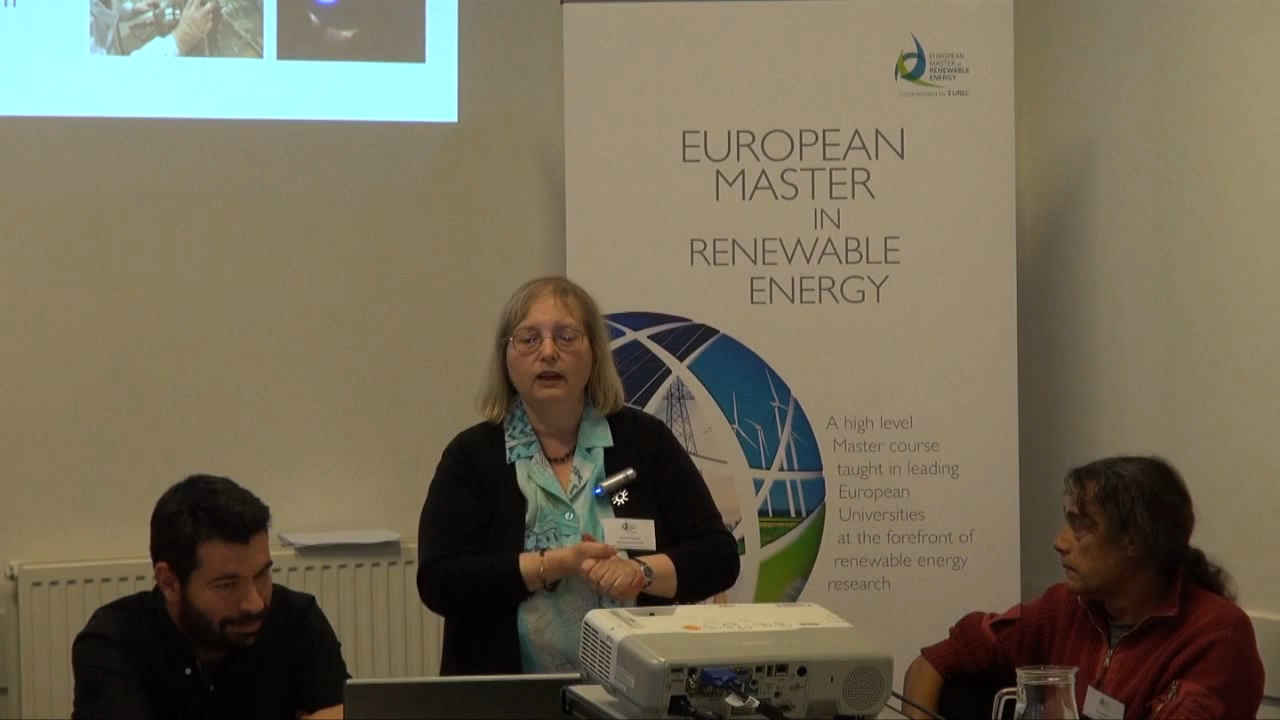 EUROPEAN
MASTER IN
RENEWABLE
ENERGY
EUREC
EUROPEAN
MASTER
IN
RENEWABLE
ENERGY
A high level
Master course
taught in leading
European
Universities
at the forefront of
renewable energy
research